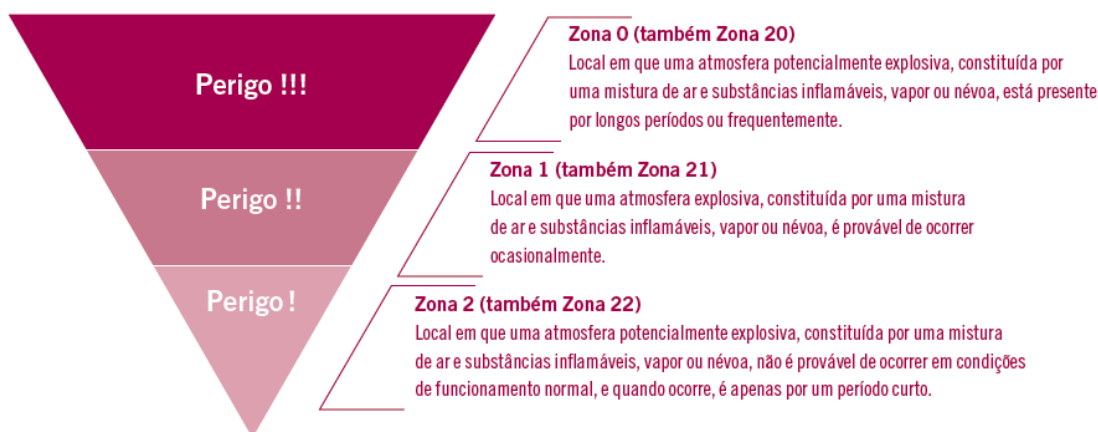 Perigo !!!
Zona 0 (também Zona 20)
Local em que uma atmosfera potencialmente explosiva, constituída por
uma mistura de ar e substâncias inflamáveis, vapor ou névoa, está presente
por longos períodos ou frequentemente.
Perigo !!
Zona 1 (também Zona 21)
Local em que uma atmosfera explosiva, constituída por uma mistura
de ar e substâncias inflamáveis, vapor ou névoa, é provável de ocorrer
ocasionalmente.
Perigo !
Zona 2 (também Zona 22)
Local em que uma atmosfera potencialmente explosiva, constituída por uma mistura
de ar e substâncias inflamáveis, vapor ou névoa, não é provável de ocorrer em condições
de funcionamento normal, e quando ocorre, é apenas por um período curto.